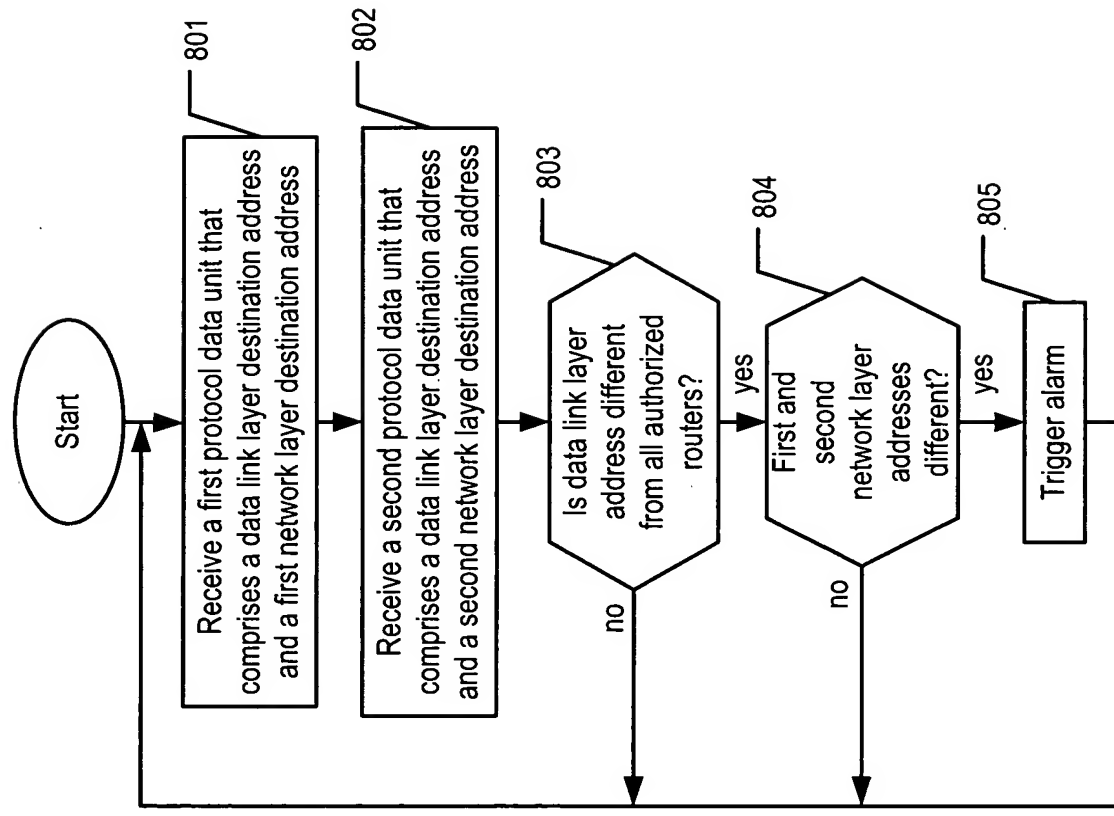 Start
801
Receive a first protocol data unit that
comprises a data link layer destination address
and a first network layer destination address
802
Receive a second protocol data unit that
comprises a data link layer destination address
and a second network layer destination address
803
Is data link layer
address different
from all authorized
routers?
no
yes
804
First and
second
network layer
addresses
different?
no
yes
805
Trigger alarm